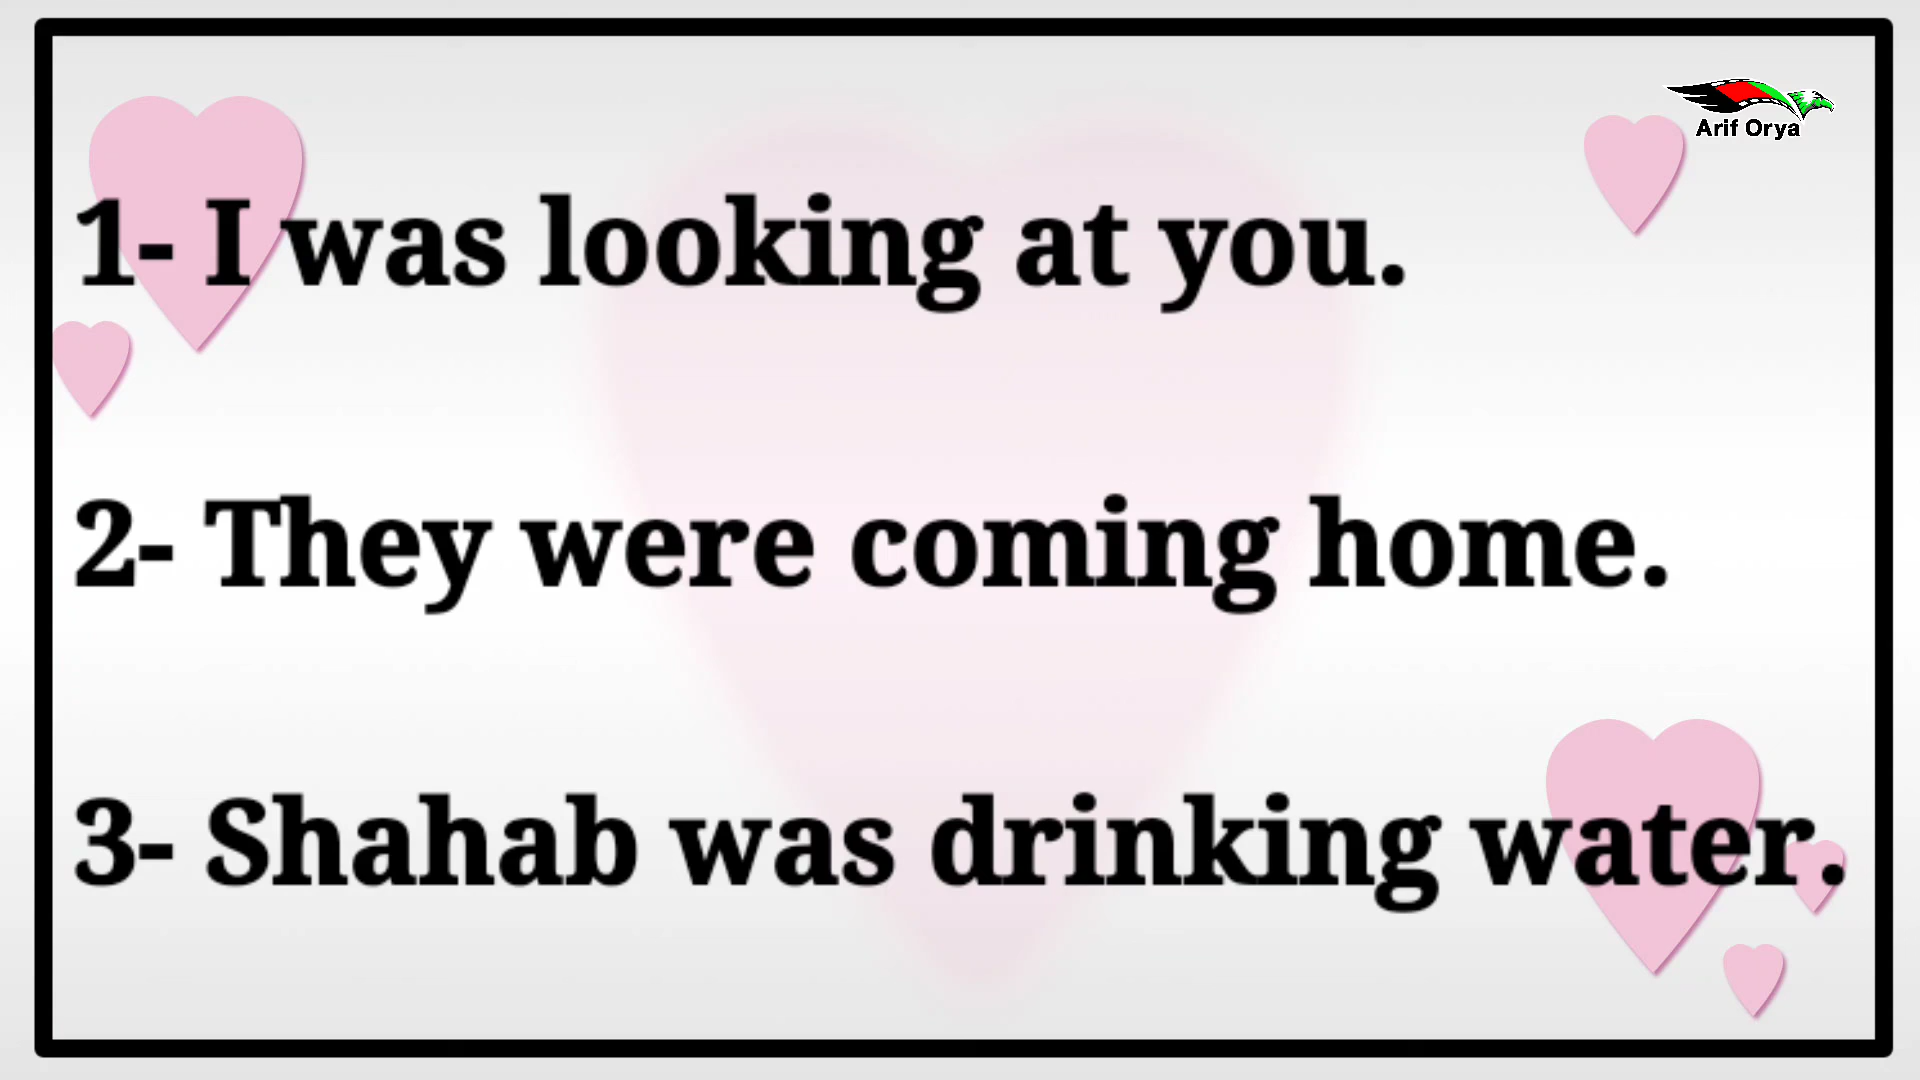 Arif Orya
1- I was looking at you.
2- They were coming home.
3- Shahab was drinking water.